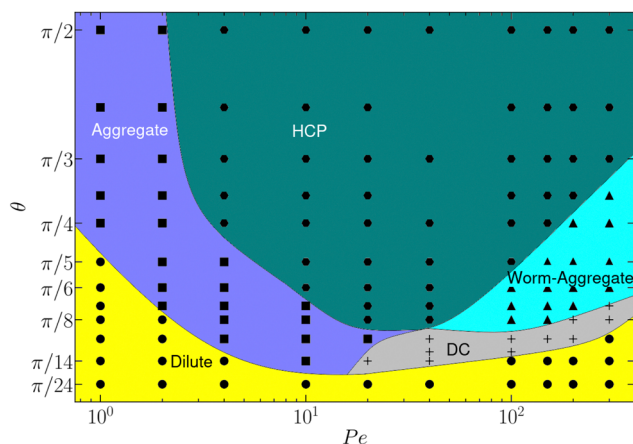 π/2
Aggregate
HCP
π/3
θ
π/4
π/5
π/6
Worm-Aggregate
π/8
DC
π/14
Dilute
π/24
10⁰
10¹
10²
Pe